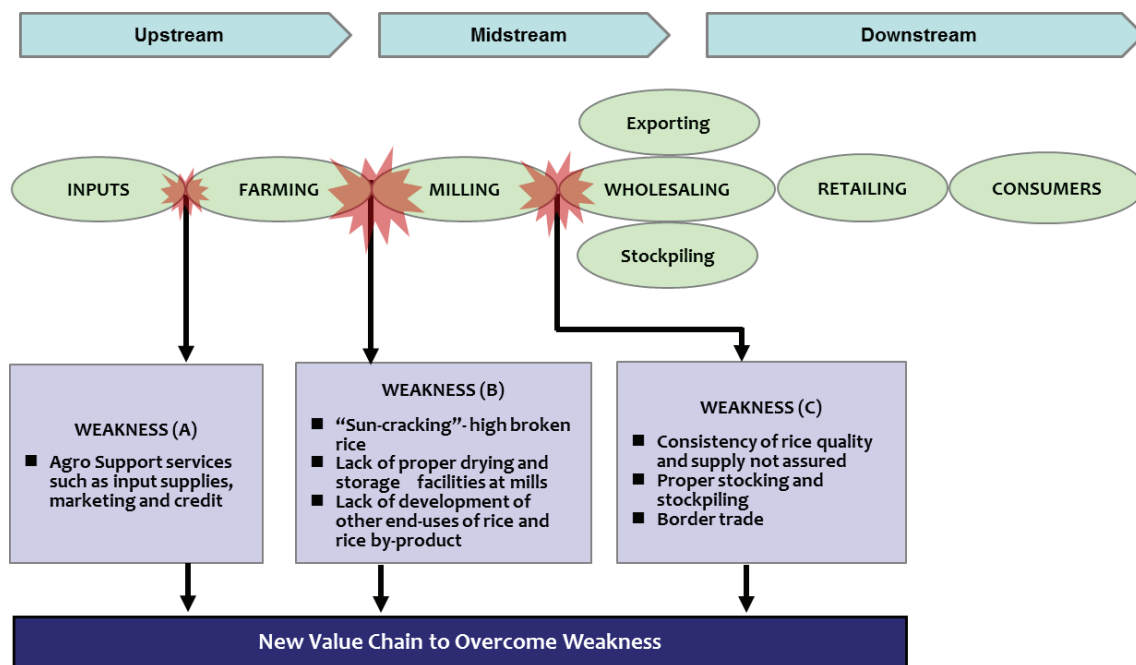 Upstream
Midstream
Downstream
Exporting
INPUTS
FARMING
MILLING
WHOLESALING
RETAILING
CONSUMERS
Stockpiling
WEAKNESS (A)
■ Agro Support services
such as input supplies,
marketing and credit
WEAKNESS (B)
■ “Sun-cracking”- high broken
rice
■ Lack of proper drying and
storage facilities at mills
■ Lack of development of
other end-uses of rice and
rice by-product
WEAKNESS (C)
■ Consistency of rice quality
and supply not assured
■ Proper stocking and
stockpiling
■ Border trade
New Value Chain to Overcome Weakness